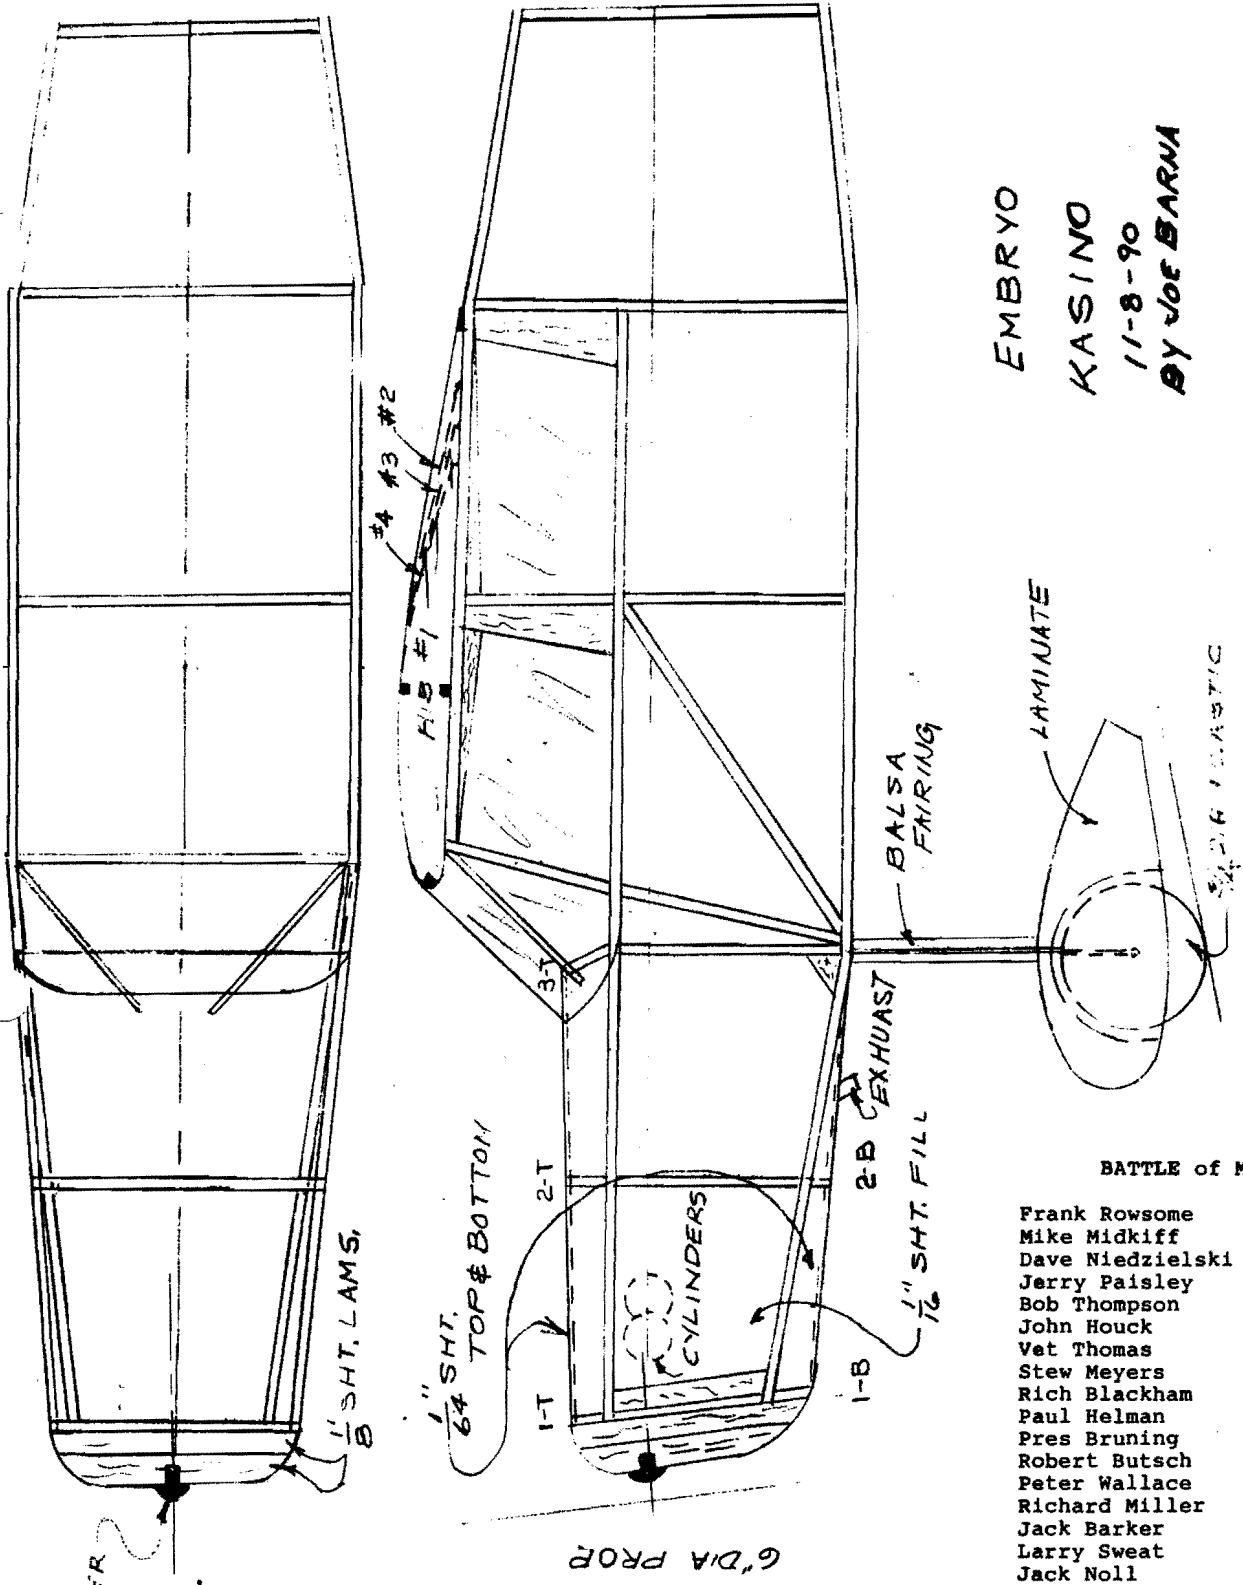 EMBRYO
KASINO
11-8-90
BY JOE BARNA
#4 #3 #2
#1
LAMINATE
BALSA
FAIRING
3-T
EXHUAST
2-B
2-T
1/64" SHT.
TOP & BOTTOM
1-T
CYLINDERS
1/16" SHT. FILL
1-B
1/8" SHT. LAMS.
6" DIA PROP
BATTLE of
Frank Rowsome
Mike Midkiff
Dave Niedzielski
Jerry Paisley
Bob Thompson
John Houck
Vet Thomas
Stew Meyers
Rich Blackham
Paul Helman
Pres Bruning
Robert Butsch
Peter Wallace
Richard Miller
Jack Barker
Larry Sweat
Jack Noll